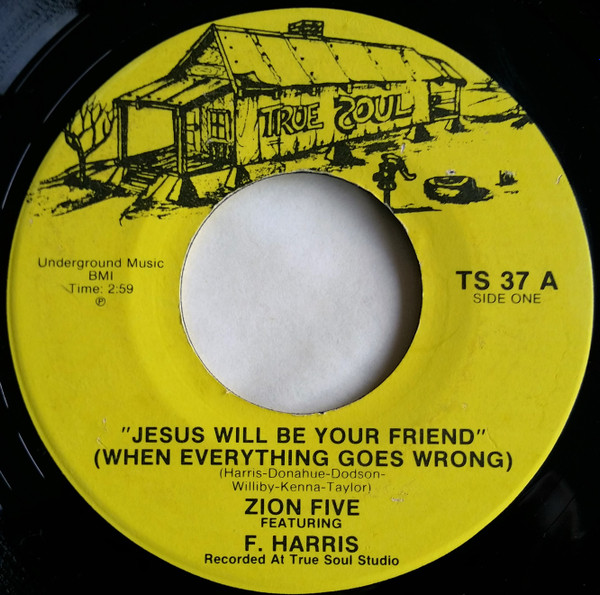 TRUE SOUL
Underground Music
BMI
Time: 2:59
℗
TS 37 A
SIDE ONE
"JESUS WILL BE YOUR FRIEND"
(WHEN EVERYTHING GOES WRONG)
(Harris-Donahue-Dodson-
Williby-Kenna-Taylor)
ZION FIVE
FEATURING
F. HARRIS
Recorded At True Soul Studio